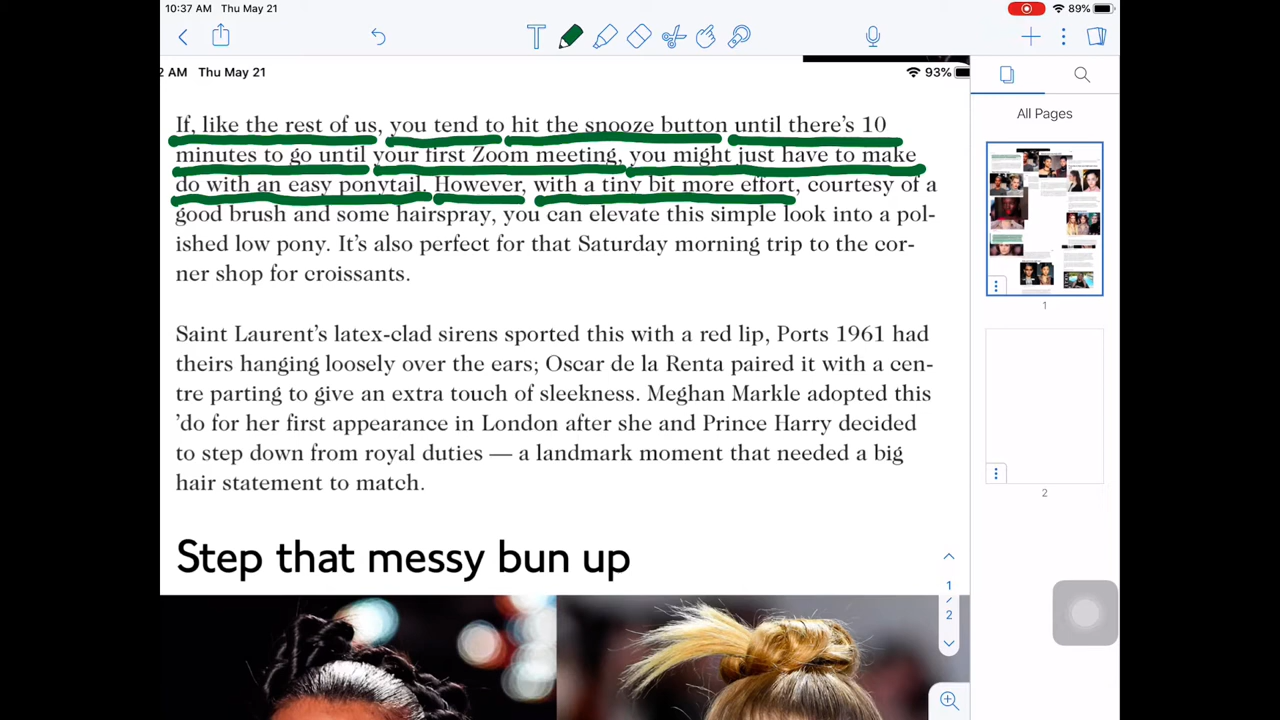 10:37 AM Thu May 21
89%
T
2 AM Thu May 21
93%
All Pages
If, like the rest of us, you tend to hit the snooze button until there's 10
minutes to go until your first Zoom meeting, you might just have to make
do with an easy ponytail. However, with a tiny bit more effort, courtesy of a
good brush and some hairspray, you can elevate this simple look into a pol-
ished low pony. It's also perfect for that Saturday morning trip to the cor-
ner shop for croissants.
Saint Laurent's latex-clad sirens sported this with a red lip, Ports 1961 had
theirs hanging loosely over the ears; Oscar de la Renta paired it with a cen-
tre parting to give an extra touch of sleekness. Meghan Markle adopted this
'do for her first appearance in London after she and Prince Harry decided
to step down from royal duties — a landmark moment that needed a big
hair statement to match.
Step that messy bun up
1
2
1
2